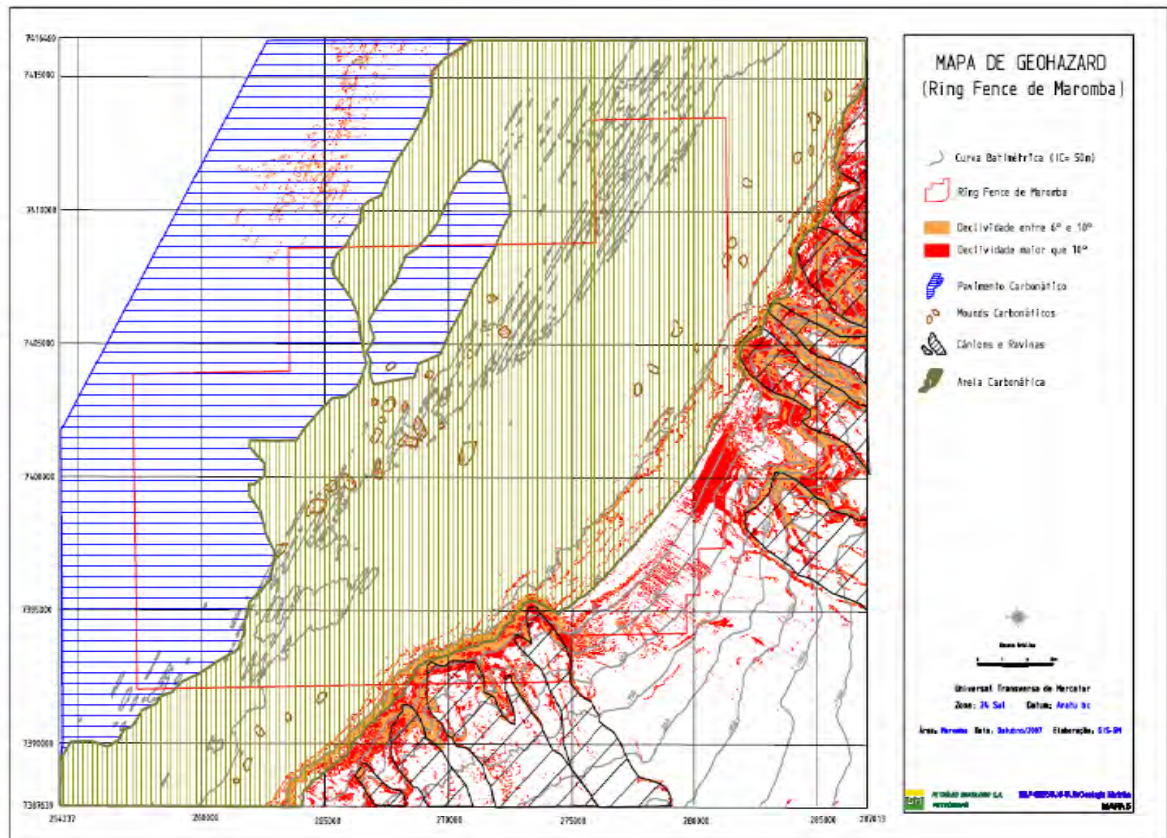 7416400
7415000
7410000
7405000
7400000
7395000
7390000
7387639
254337
260000
265000
270000
275000
280000
285000
287013
MAPA DE GEOHAZARD
(Ring Fence de Maromba)
Curva Batimétrica (IC= 50m)
Ring Fence de Maromba
Declividade entre 6° e 10°
Declividade maior que 10°
Pavimento Carbonático
Mounds Carbonáticos
Cânions e Ravinas
Areia Carbonática
Universal Transversa de Mercator
Zona: 24 Sul Datum: Aratu bc
Área: Maromba Data: Outubro/2007 Elaboração:
PETRÓLEO BRASILEIRO S.A.
PETROBRAS